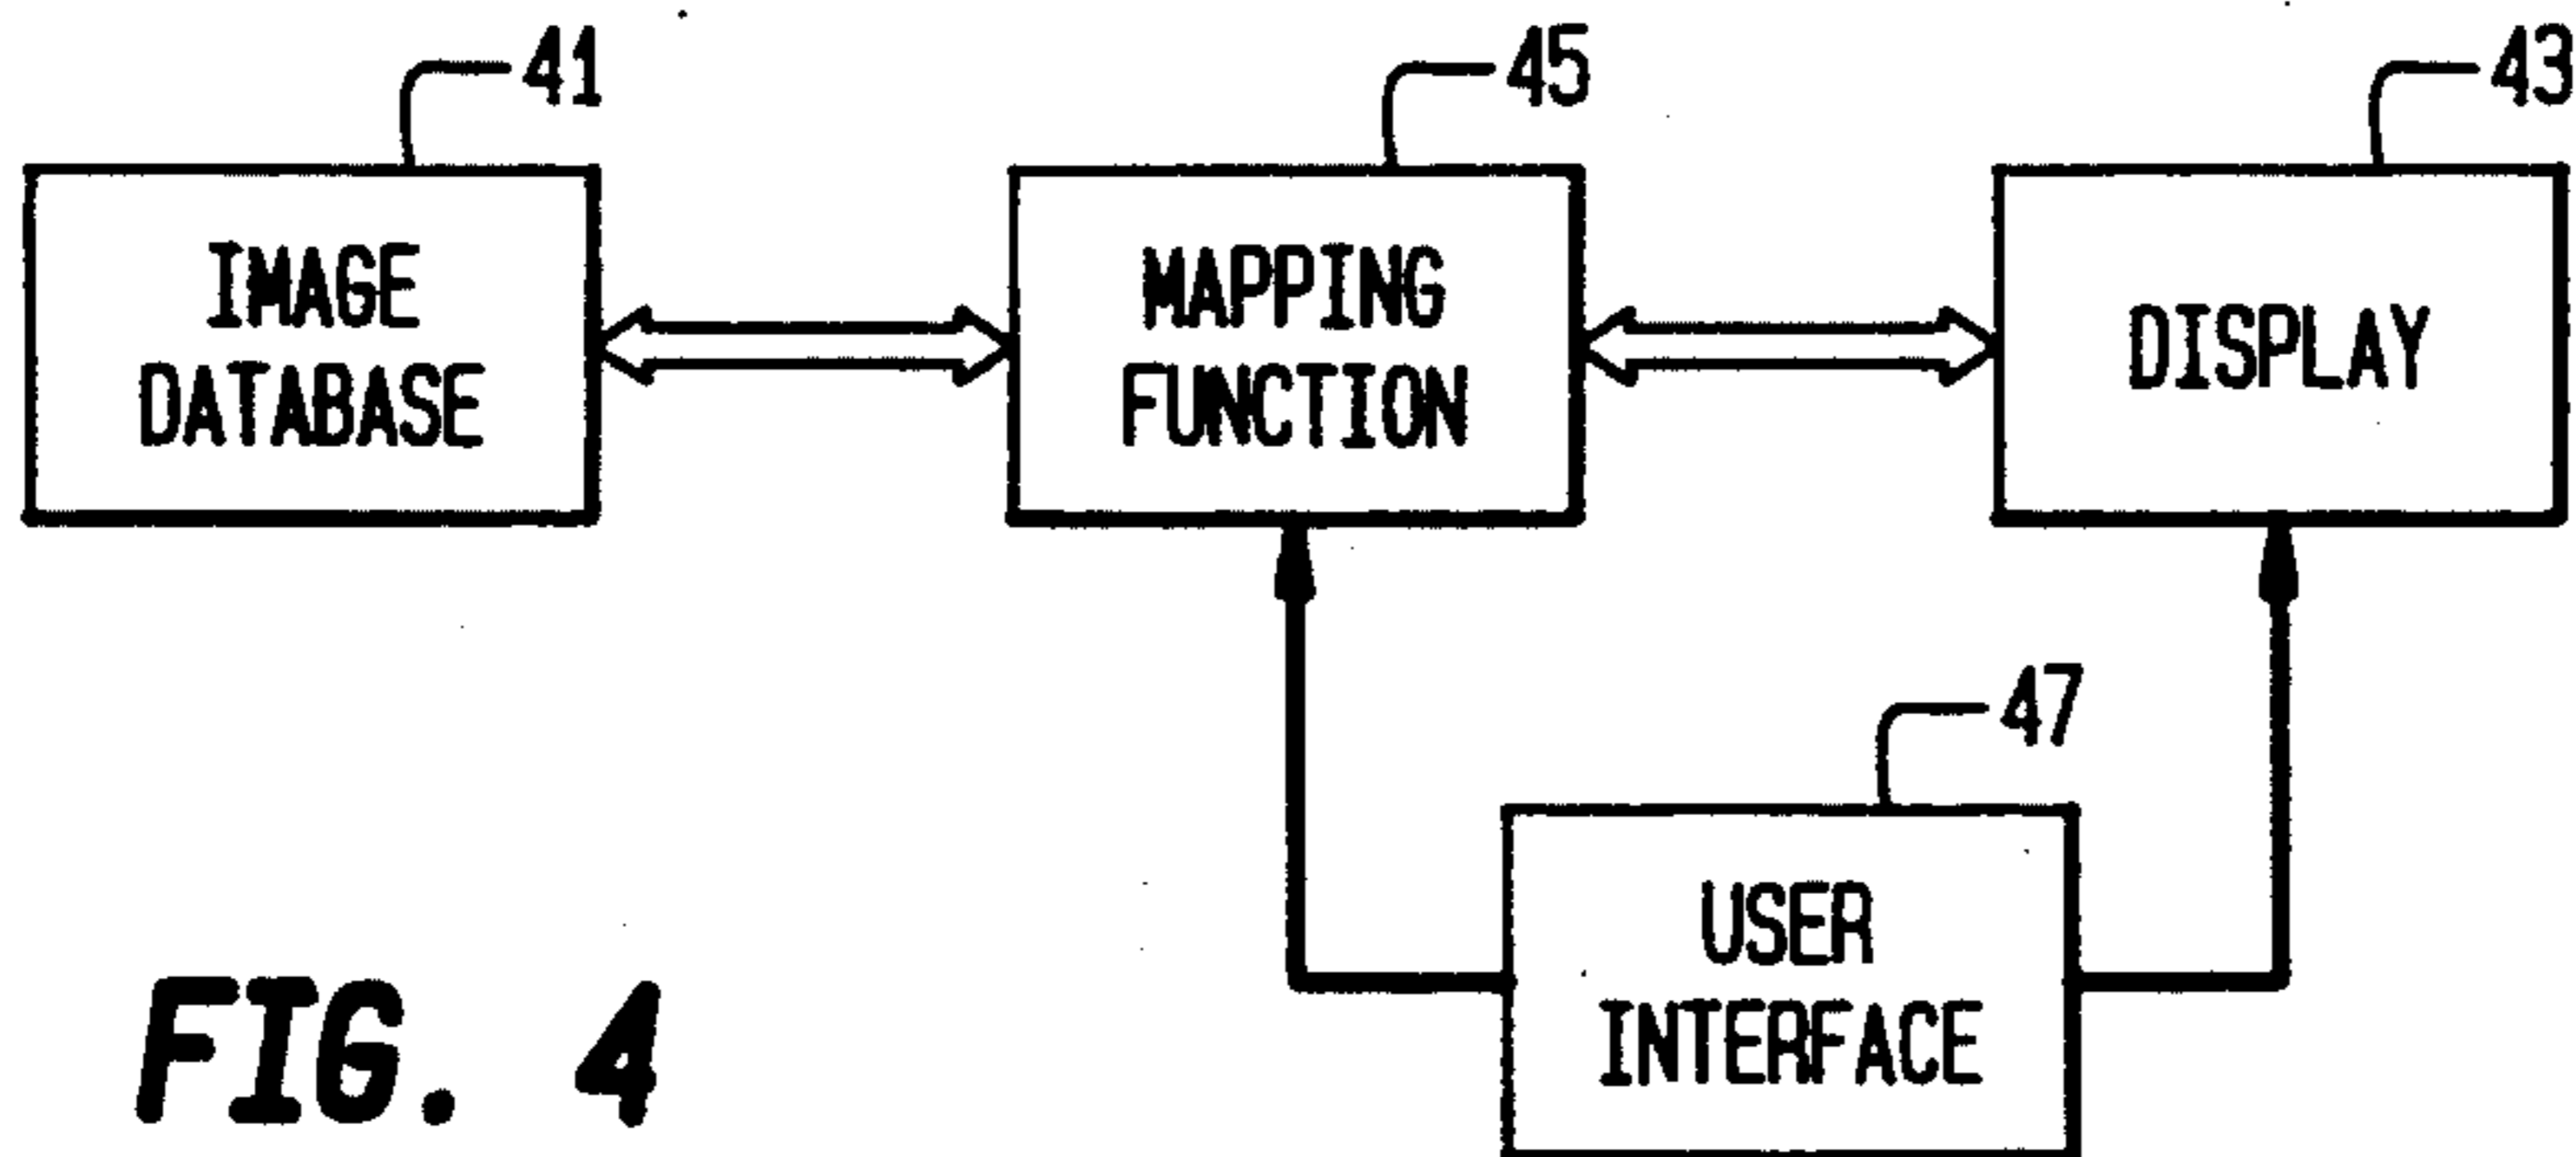 41
45
43
IMAGE
DATABASE
MAPPING
FUNCTION
DISPLAY
47
USER
INTERFACE
FIG. 4